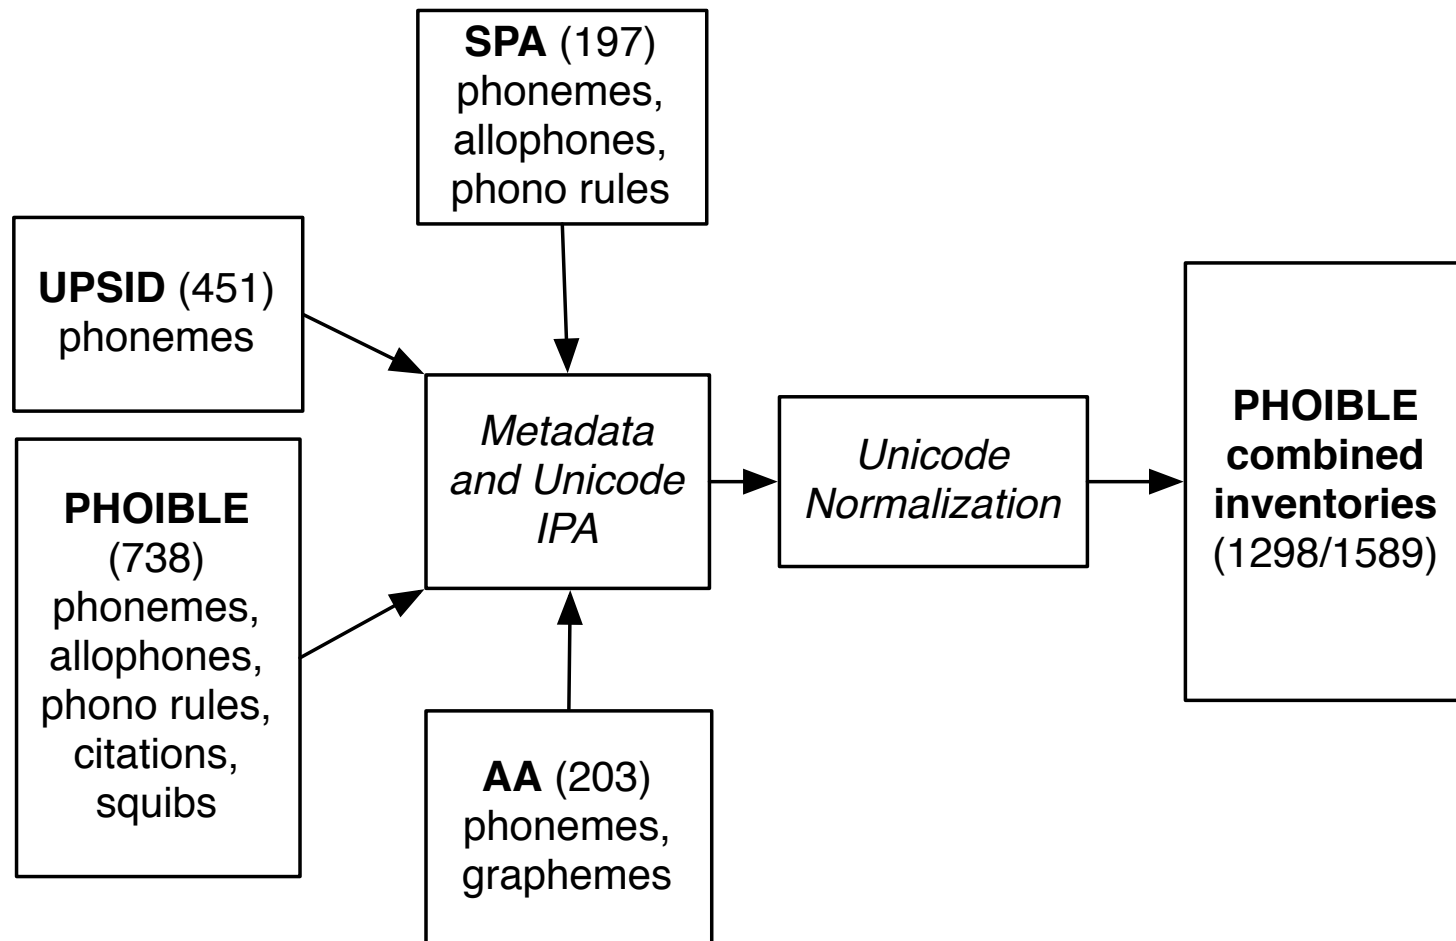 SPA (197)
phonemes,
allophones,
phono rules
UPSID (451)
phonemes
PHOIBLE
(738)
phonemes,
allophones,
phono rules,
citations,
squibs
Metadata
and Unicode
IPA
AA (203)
phonemes,
graphemes
Unicode
Normalization
PHOIBLE
combined
inventories
(1298/1589)